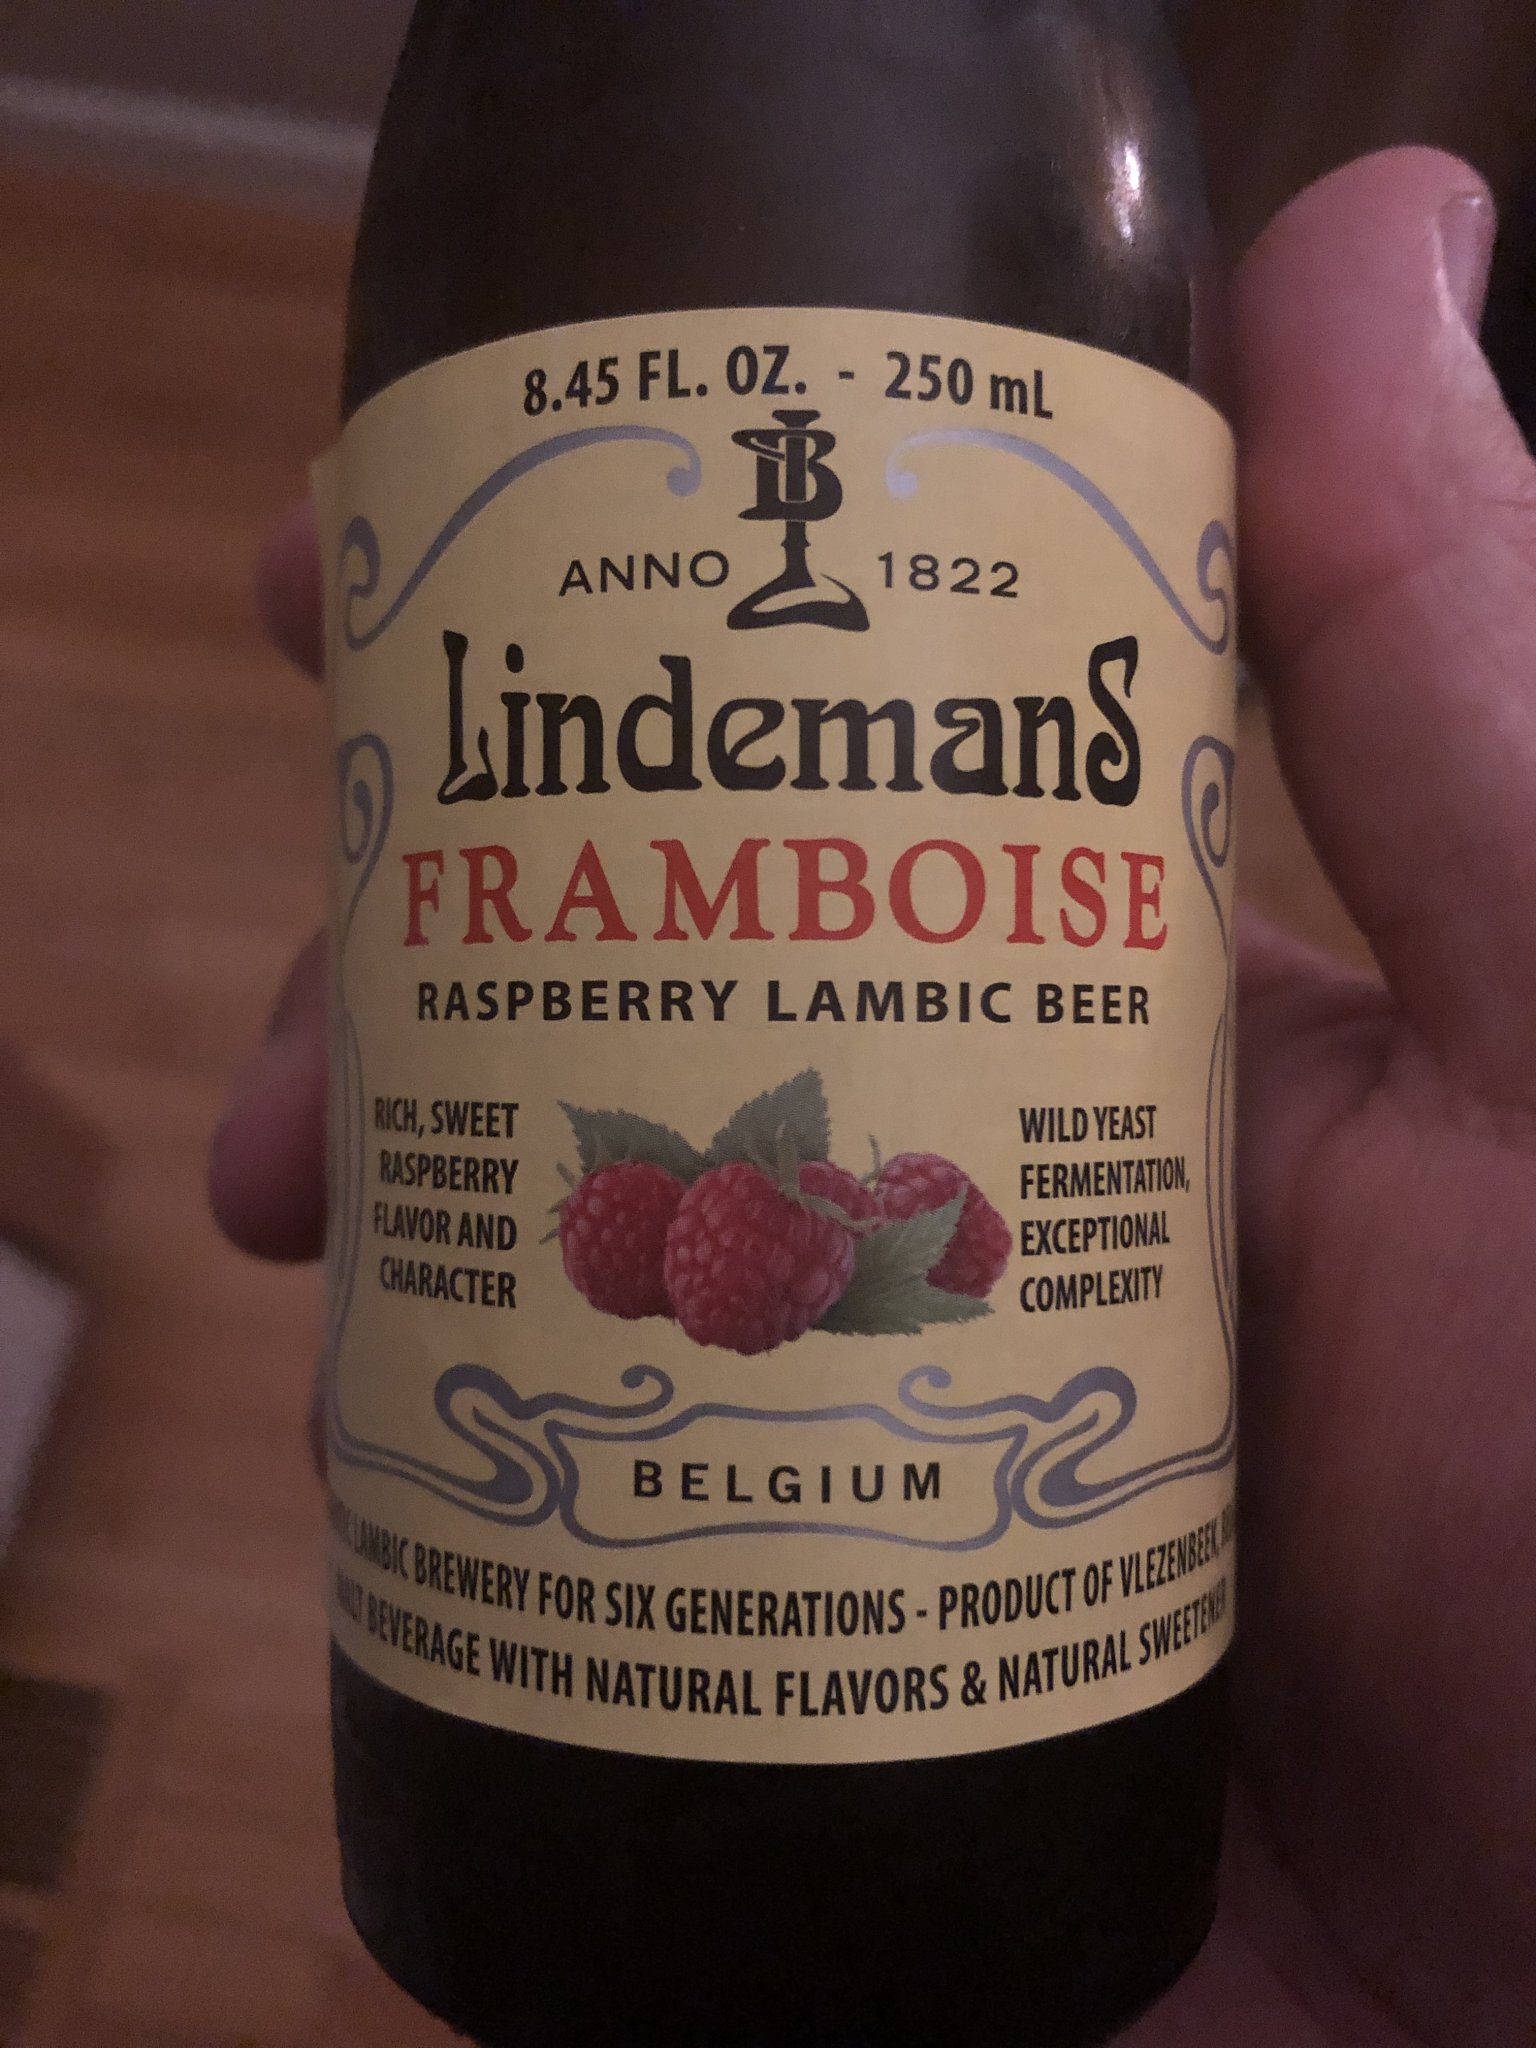 8.45 FL. OZ. - 250 mL
B
ANNO 1822
Lindemans
FRAMBOISE
RASPBERRY LAMBIC BEER
RICH, SWEET
RASPBERRY
FLAVOR AND
CHARACTER
WILD YEAST
FERMENTATION,
EXCEPTIONAL
COMPLEXITY
BELGIUM
LAMBIC BREWERY FOR SIX GENERATIONS - PRODUCT OF VLEZENBEEK,
MALT BEVERAGE WITH NATURAL FLAVORS & NATURAL SWEETENER